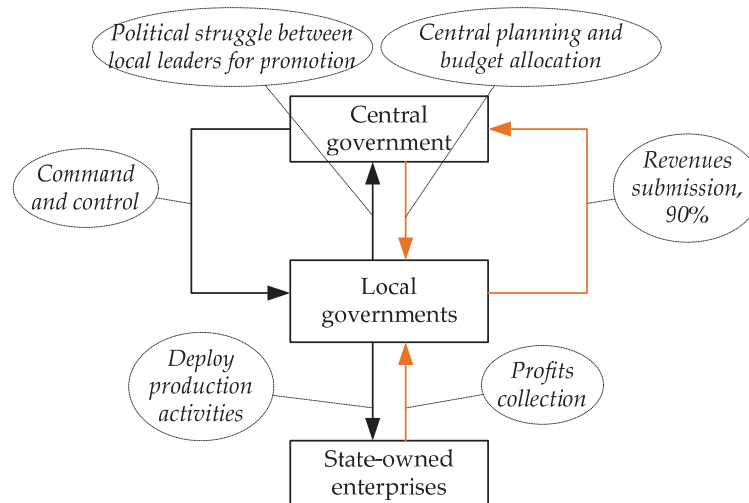 Political struggle between
local leaders for promotion
Central planning and
budget allocation
Central
government
Command
and control
Revenues
submission,
90%
Local
governments
Deploy
production
activities
Profits
collection
State-owned
enterprises